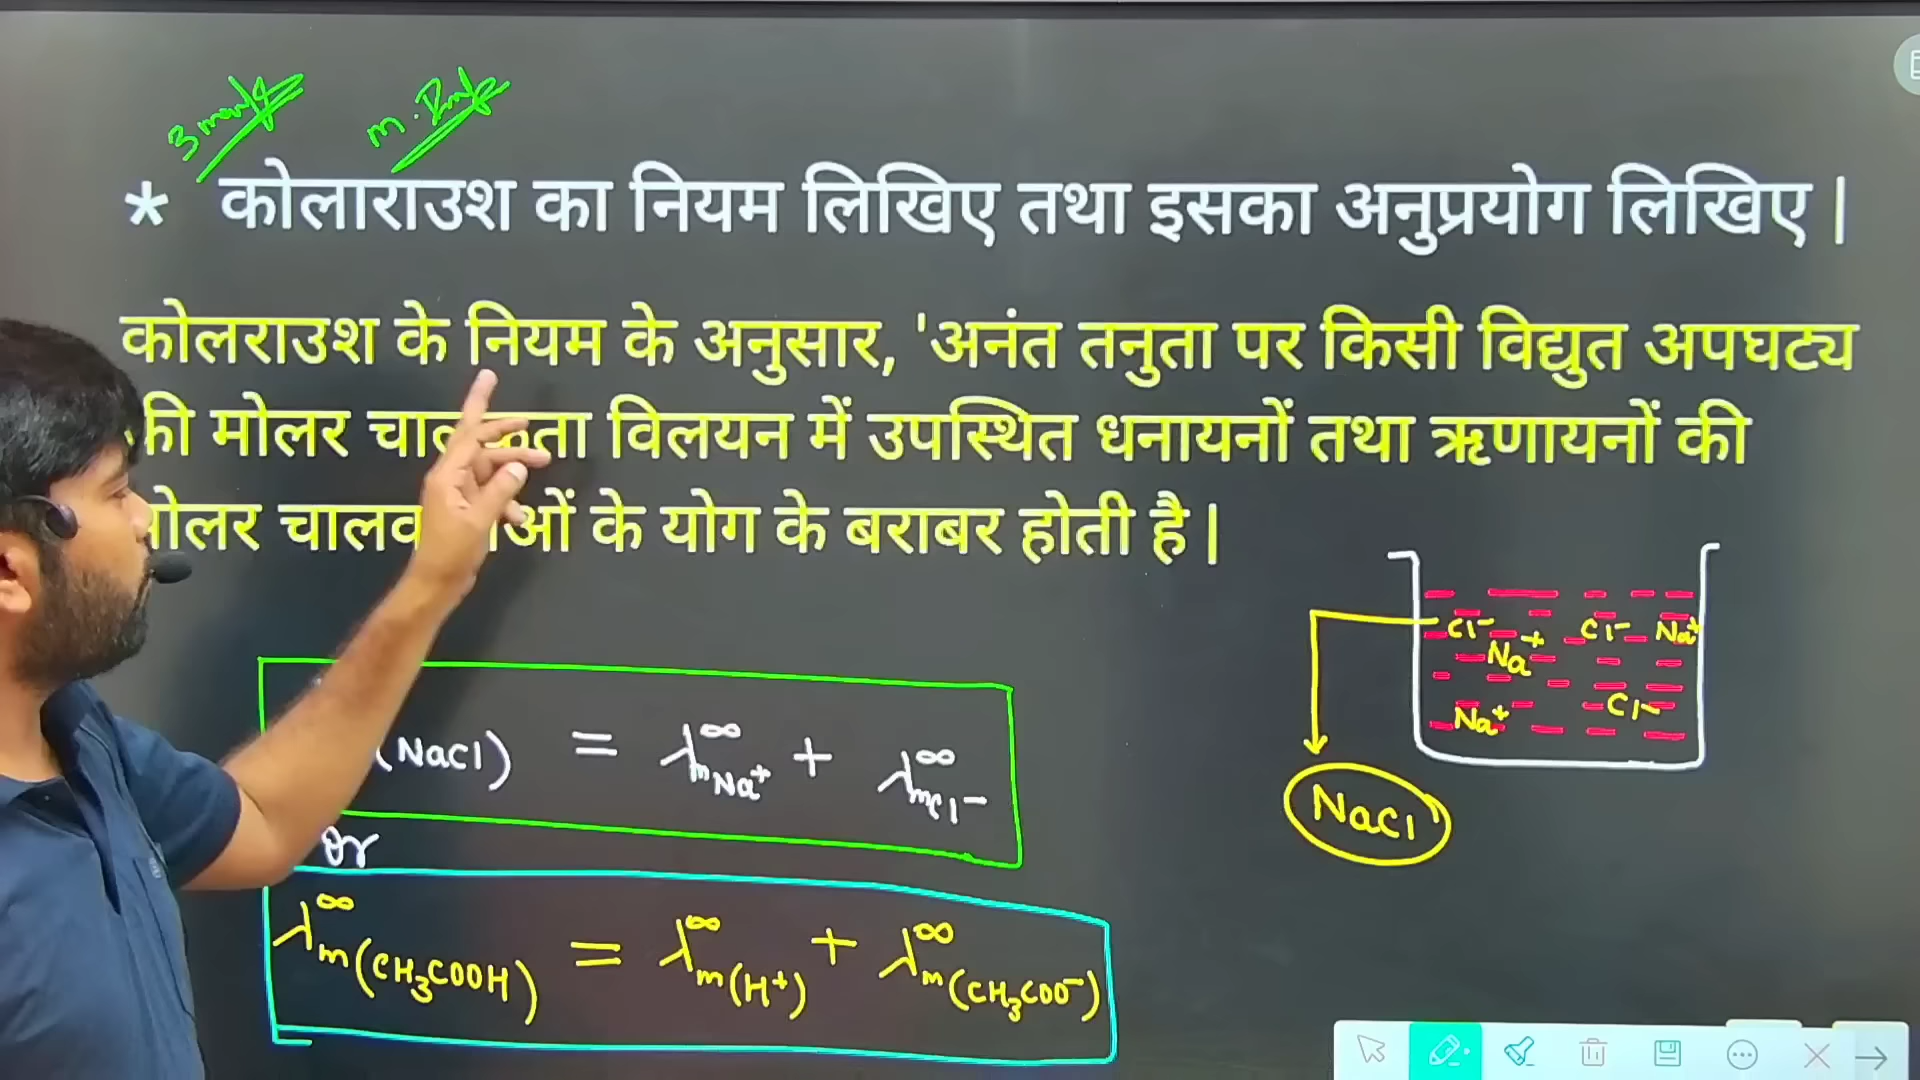 3 marks
* कोलाराउश का नियम लिखिए तथा इसका अनुप्रयोग लिखिए |
कोलराउश के नियम के अनुसार, 'अनंत तनुता पर किसी विद्युत अपघट्य
की मोलर चालकता विलयन में उपस्थित धनायनों तथा ऋणायनों की
मोलर के योग के बराबर होती है |
Cl⁻ Cl⁻ Na⁺
Na⁺
Na⁺ Cl⁻
(NaCl) = λ∞mNa⁺ + λ∞mCl⁻
NaCl
or
λ∞m(CH₃COOH) = λ∞m(H⁺) + λ∞m(CH₃COO⁻)